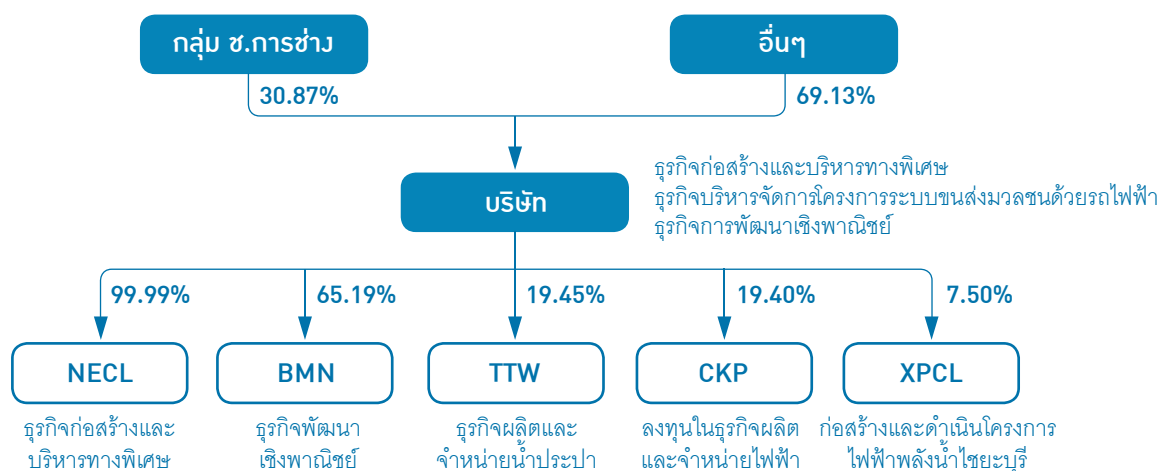 กลุ่ม ช.การช่าง
อื่นๆ
30.87%
69.13%
บริษัท
ธุรกิจก่อสร้างและบริหารทางพิเศษ
ธุรกิจบริหารจัดการโครงการระบบขนส่งมวลชนด้วยรถไฟฟ้า
ธุรกิจการพัฒนาเชิงพาณิชย์
99.99%
65.19%
19.45%
19.40%
7.50%
NECL
BMN
TTW
CKP
XPCL
ธุรกิจก่อสร้างและ
บริหารทางพิเศษ
ธุรกิจพัฒนา
เชิงพาณิชย์
ธุรกิจผลิตและ
จำหน่ายน้ำประปา
ลงทุนในธุรกิจผลิต
และจำหน่ายไฟฟ้า
ก่อสร้างและดำเนินโครงการ
ไฟฟ้าพลังน้ำไชยะบุรี